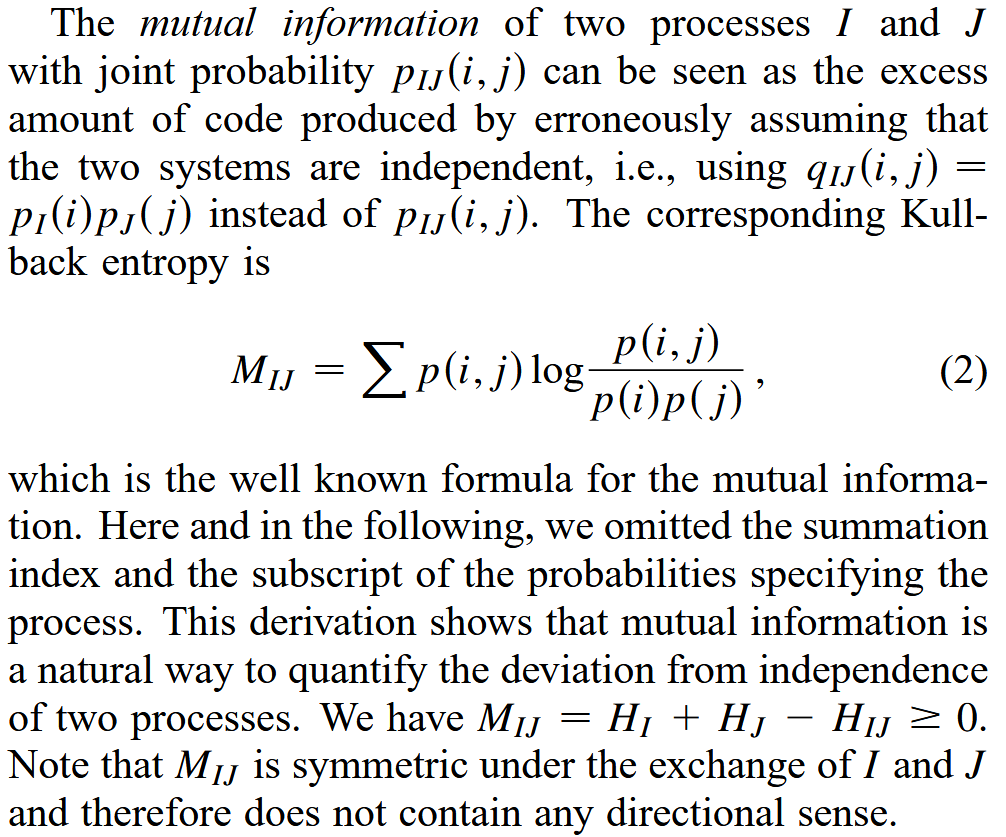 The mutual information of two processes I and J
with joint probability p_{IJ}(i, j) can be seen as the excess
amount of code produced by erroneously assuming that
the two systems are independent, i.e., using q_{IJ}(i, j) =
p_I(i)p_J(j) instead of p_{IJ}(i, j). The corresponding Kull-
back entropy is
M_{IJ} = ∑ p(i, j) log \frac{p(i, j)}{p(i)p(j)}, (2)
which is the well known formula for the mutual informa-
tion. Here and in the following, we omitted the summation
index and the subscript of the probabilities specifying the
process. This derivation shows that mutual information is
a natural way to quantify the deviation from independence
of two processes. We have M_{IJ} = H_I + H_J − H_{IJ} ≥ 0.
Note that M_{IJ} is symmetric under the exchange of I and J
and therefore does not contain any directional sense.